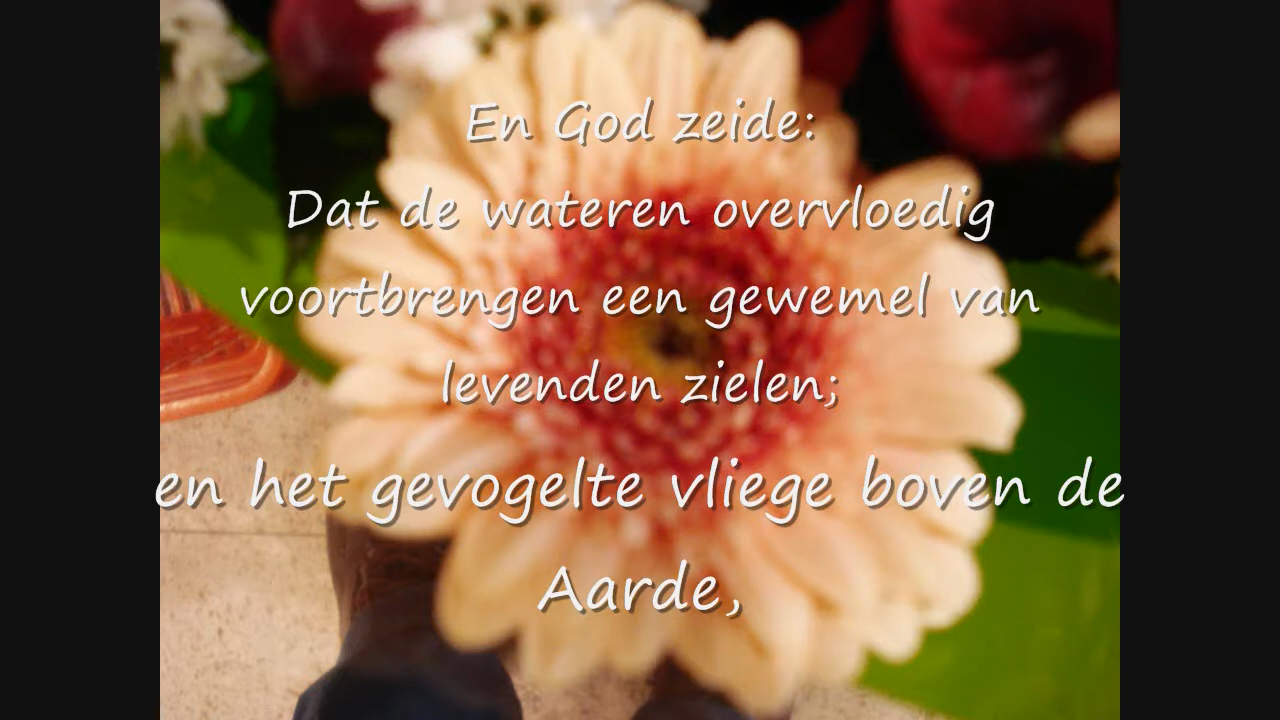 En God zeide:
Dat de wateren overvloedig
voortbrengen een gewemel van
levenden zielen;
en het gevogelte vliege boven de
Aarde,